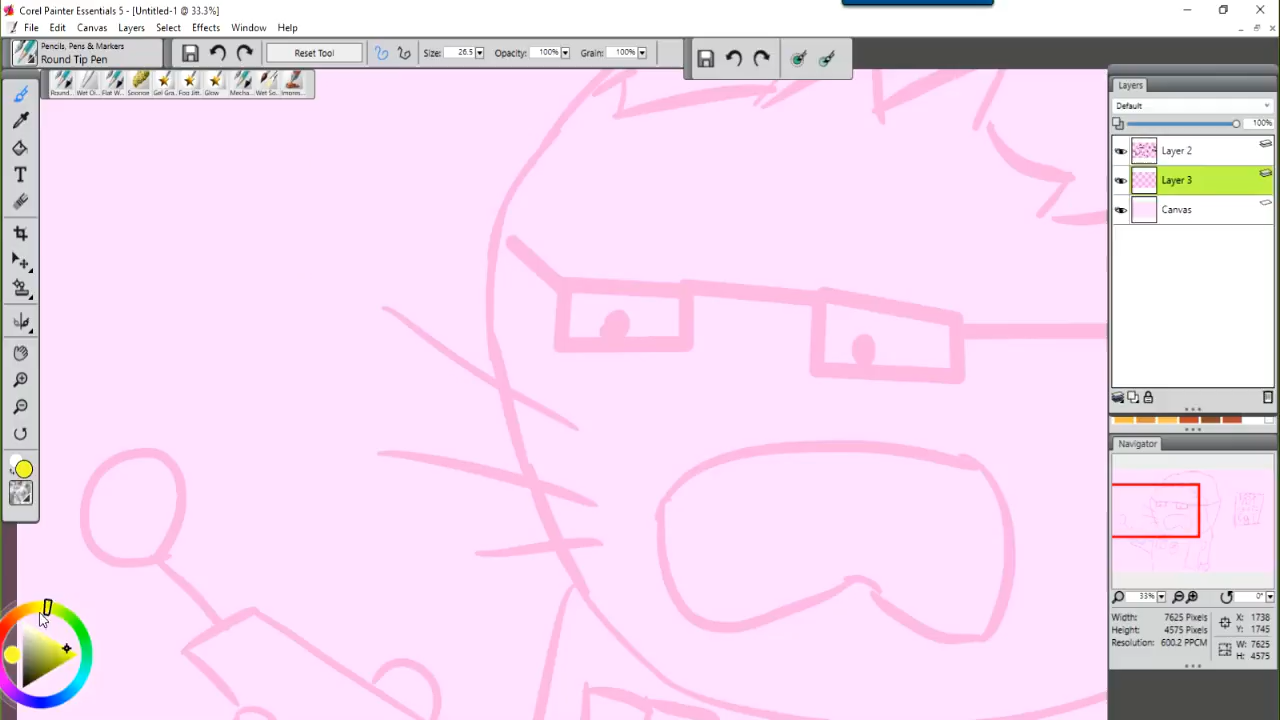 Corel Painter Essentials 5 - [Untitled-1 @ 33.3%]
File Edit Canvas Layers Select Effects Window Help
Pencils, Pens & Markers
Round Tip Pen
Reset Tool
Size: 26.5 Opacity: 100% Grain: 100%
Round... Wet Oi... Flat W... Sponge Gel Gra... Foo Jitt... Glow Mecha... Wet So... Impres...
Layers
Default
100%
Layer 2
Layer 3
Canvas
Navigator
33% 0°
Width: 7625 Pixels
Height: 4575 Pixels
Resolution: 600.2 PPCM
X: 1738
Y: 1745
W: 7625
H: 4575